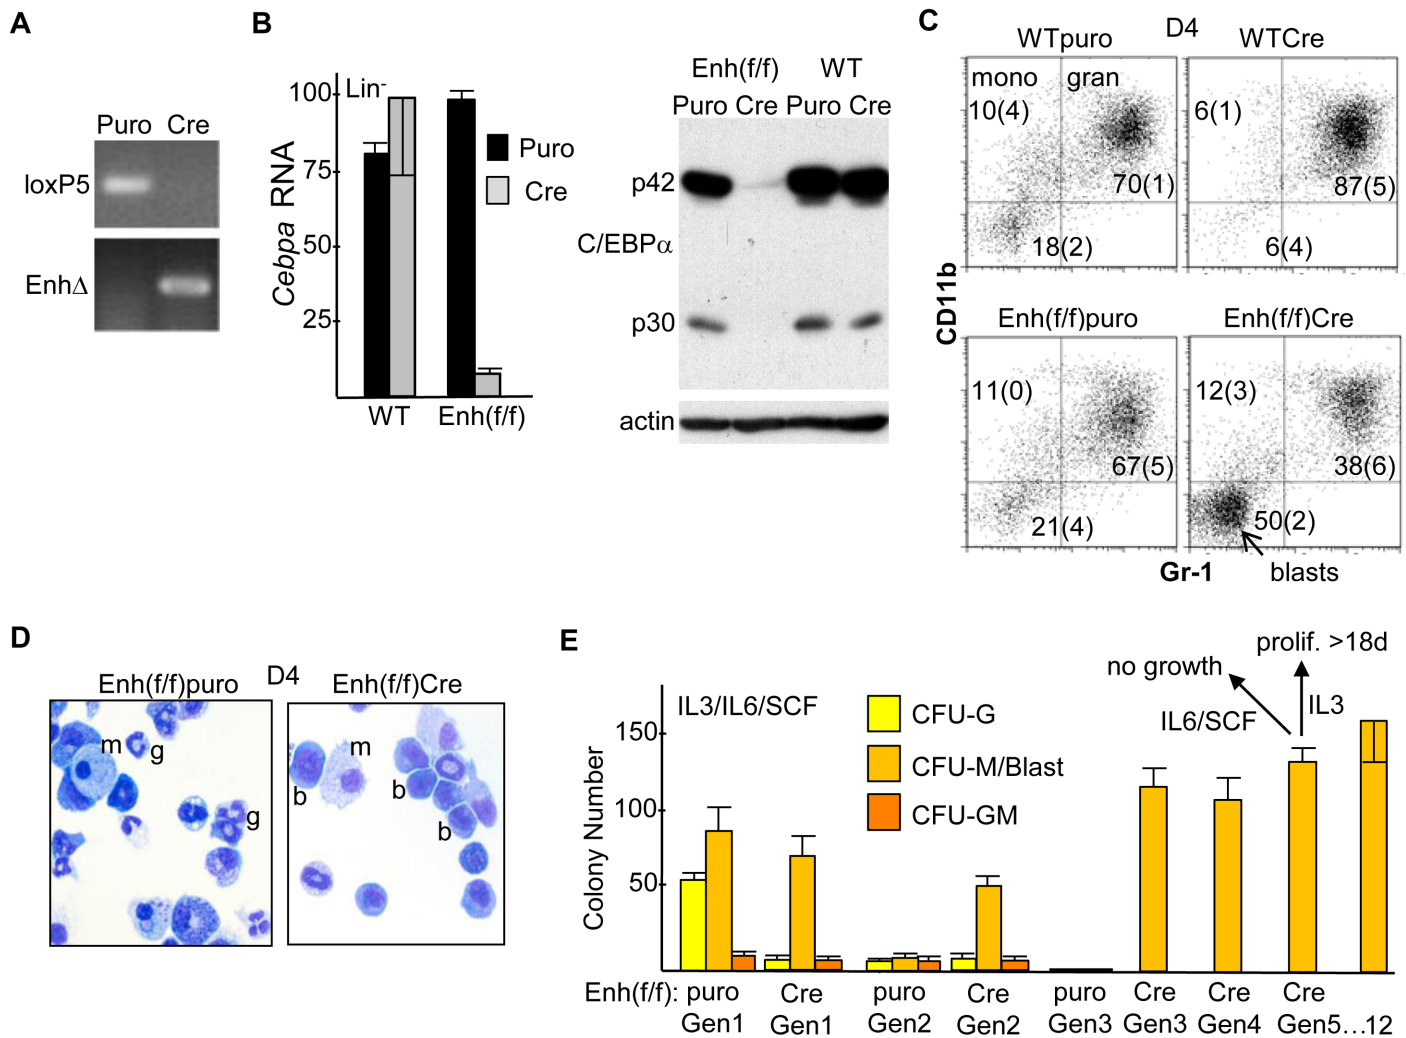 A
Puro Cre
loxP5
EnhΔ
B
Cebpa RNA
100
75
50
25
Lin-
Puro
Cre
WT Enh(f/f)
Enh(f/f) WT
Puro Cre Puro Cre
p42
C/EBPα
p30
actin
C
D4
WTpuro WTCre
mono gran
10(4)
70(1)
18(2)
6(1)
87(5)
6(4)
Enh(f/f)puro Enh(f/f)Cre
11(0)
67(5)
21(4)
12(3)
38(6)
50(2)
CD11b
Gr-1
blasts
D
D4
Enh(f/f)puro Enh(f/f)Cre
m
g
g
m
b
b
b
E
Colony Number
150
100
50
IL3/IL6/SCF
CFU-G
CFU-M/Blast
CFU-GM
no growth
prolif. >18d
IL6/SCF
IL3
Enh(f/f): puro Cre puro Cre puro Cre Cre Cre
Gen1 Gen1 Gen2 Gen2 Gen3 Gen3 Gen4 Gen5...12